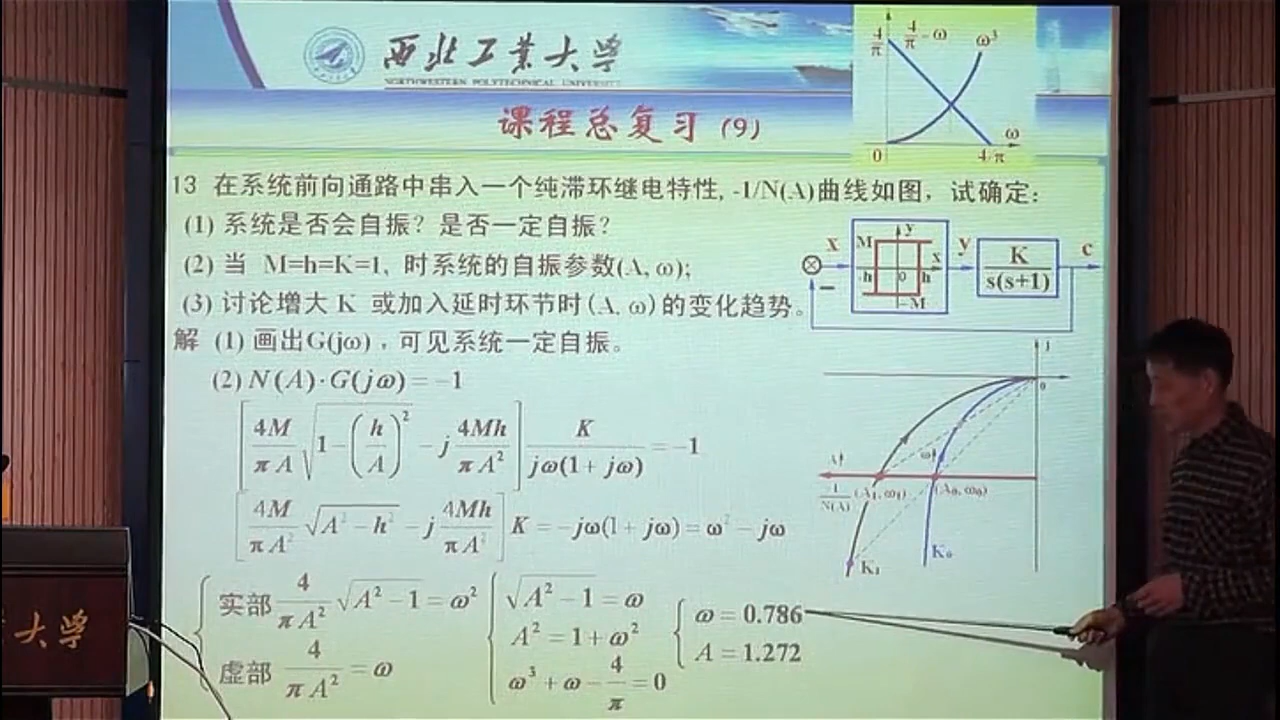 西北工业大学
NORTHWESTERN POLYTECHNICAL UNIVERSITY
课程总复习(9)
4/π 4/π-ω ω³
ω
0 4/π
13 在系统前向通路中串入一个纯滞环继电特性, -1/N(A)曲线如图，试确定:
(1) 系统是否会自振？是否一定自振？
(2) 当 M=h=K=1, 时系统的自振参数(A, ω);
(3) 讨论增大 K 或加入延时环节时(A, ω)的变化趋势。
x M y x -h 0 h -M y K/s(s+1) c
−
解 (1) 画出G(jω)，可见系统一定自振。
(2) N(A)·G(jω)=-1
[4M/πA √(1-(h/A)²) - j 4Mh/πA²] K/jω(1+jω) = -1
[4M/πA² √(A²-h²) - j 4Mh/πA²] K = -jω(1+jω) = ω² - jω
实部 4/πA² √(A²-1) = ω²
虚部 4/πA² = ω
√(A²-1) = ω
A² = 1+ω²
ω³+ω-4/π=0
ω=0.786
A=1.272
j
0
A ω
-1/N(A) (A₁, ω₁) (A₀, ω₀)
K₀
K₁
大学